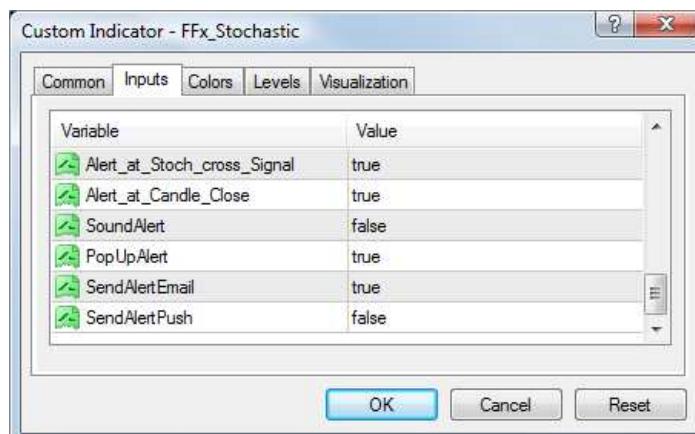 Custom Indicator - FFx_Stochastic
Common Inputs Colors Levels Visualization
Variable Value
Alert_at_Stoch_cross_Signal true
Alert_at_Candle_Close true
SoundAlert false
PopUpAlert true
SendAlertEmail true
SendAlertPush false
OK Cancel Reset